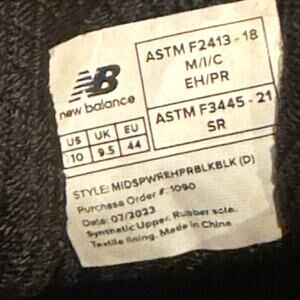 NB
new balance
ASTM F2413-18
M/I/C
EH/PR
ASTM F3445-21
SR
US UK EU
10 9.5 44
STYLE: MIDSPWREHPRBLKBLK (D)
Purchase Order #: 1090
Date: 07/2023
Synthetic Upper. Rubber sole.
Textile lining. Made in China